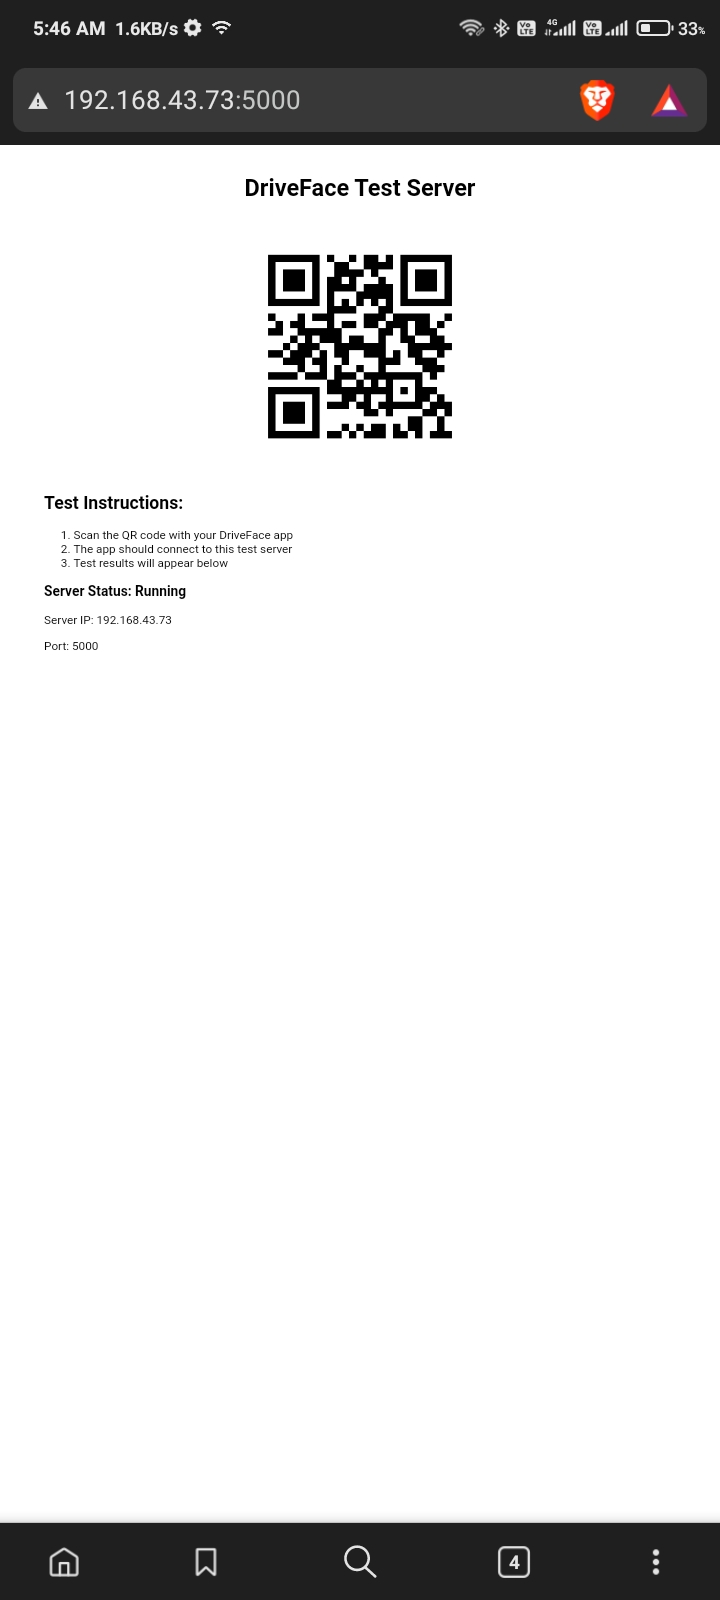 5:46 AM 1.6KB/s
Vo LTE 4G Vo LTE 33%
192.168.43.73:5000
DriveFace Test Server
Test Instructions:
1. Scan the QR code with your DriveFace app
2. The app should connect to this test server
3. Test results will appear below
Server Status: Running
Server IP: 192.168.43.73
Port: 5000
4